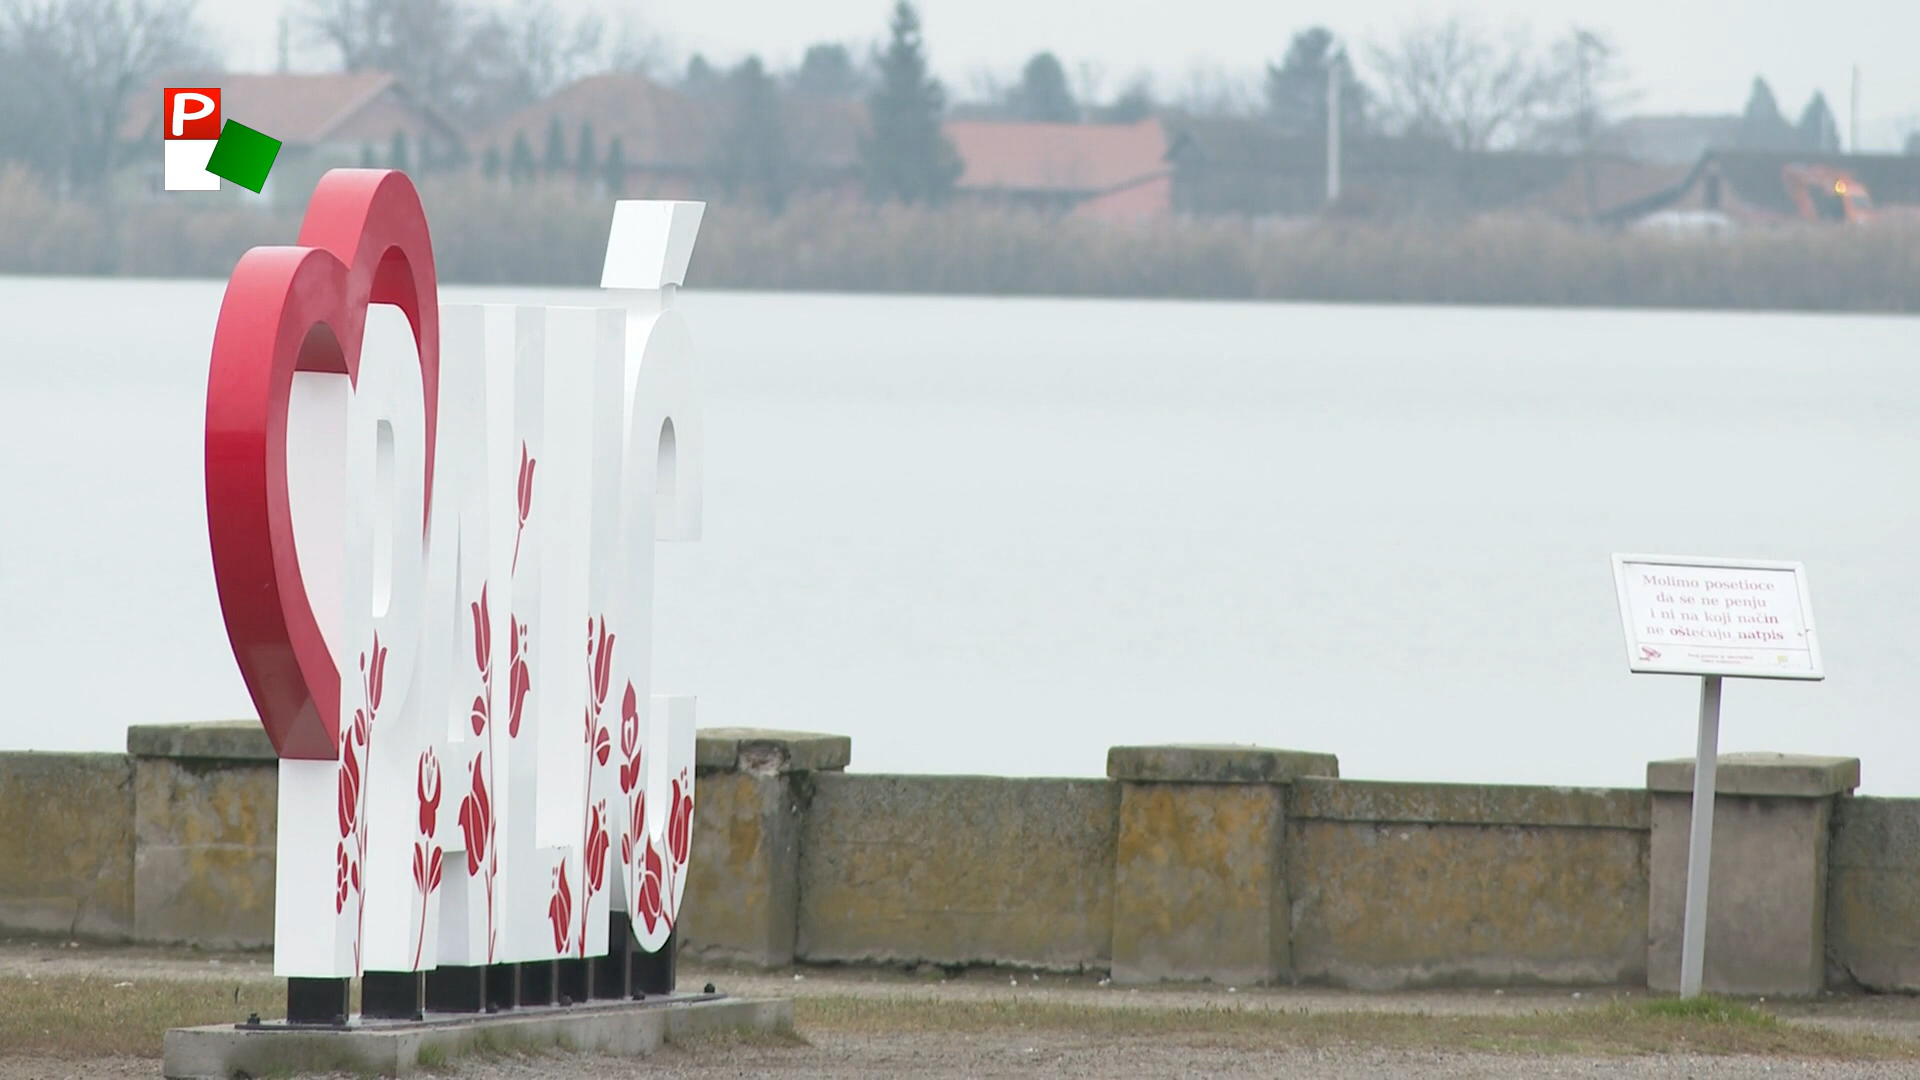 P
PALIĆ
Molimo posetioce
da se ne penju
i ni na koji način
ne oštećuju natpis